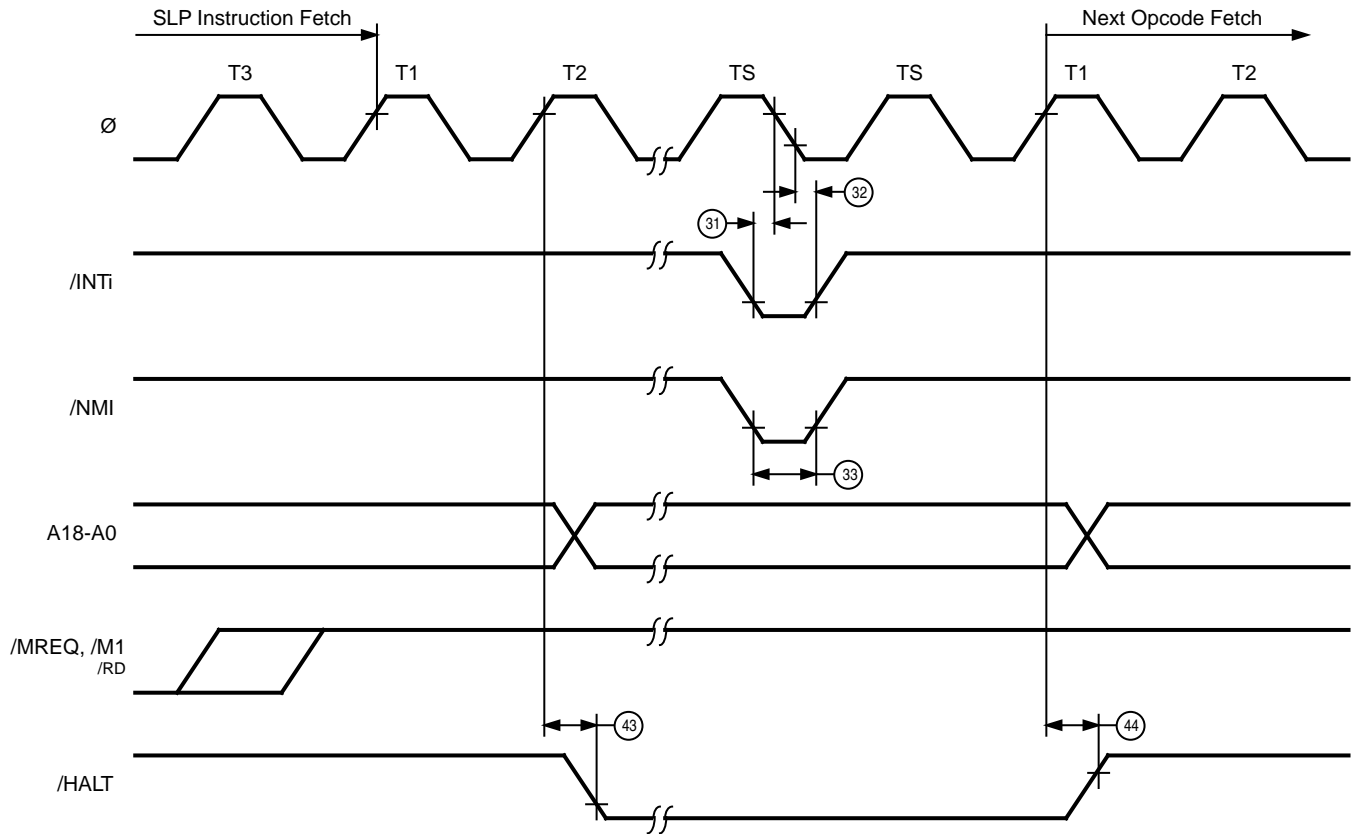 SLP Instruction Fetch
Next Opcode Fetch
T3
T1
T2
TS
TS
T1
T2
Ø
32
31
/INTi
/NMI
33
A18-A0
/MREQ, /M1
/RD
43
44
/HALT